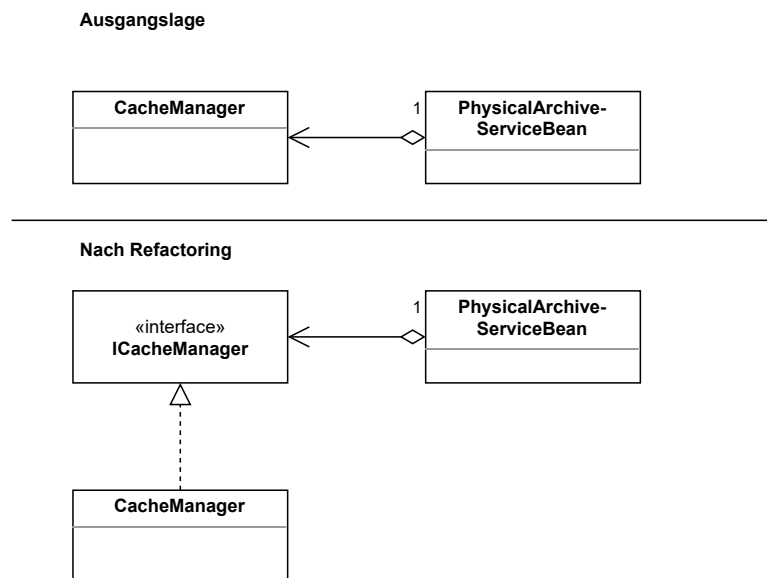 Ausgangslage
CacheManager
1
PhysicalArchive-
ServiceBean
Nach Refactoring
«interface»
ICacheManager
1
PhysicalArchive-
ServiceBean
CacheManager